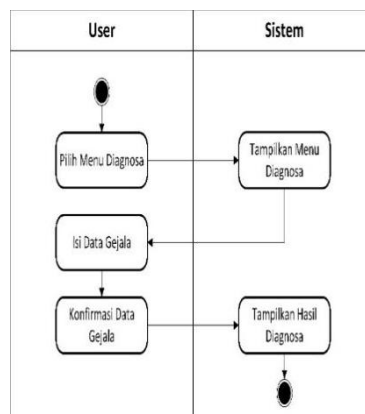 User
Sistem
Pilih Menu Diagnosa
Tampilkan Menu
Diagnosa
Isi Data Gejala
Konfirmasi Data
Gejala
Tampilkan Hasil
Diagnosa